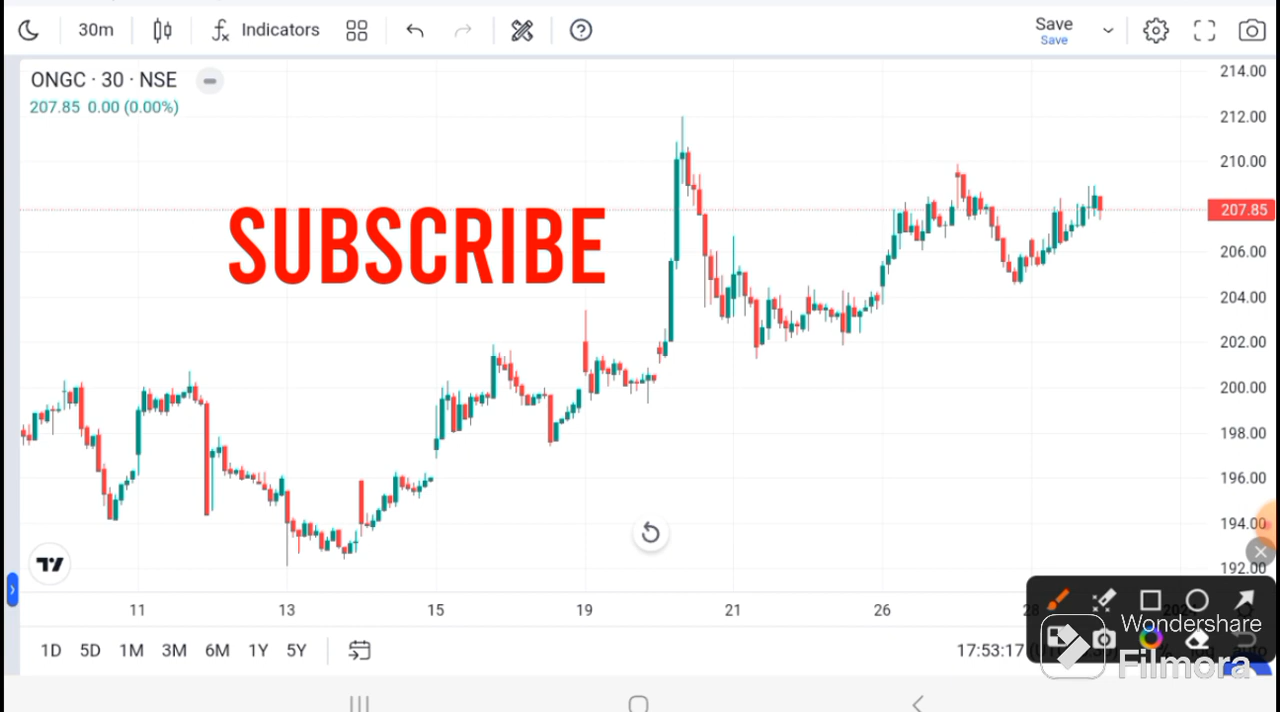 30m Indicators Save
Save
ONGC · 30 · NSE
207.85 0.00 (0.00%)
SUBSCRIBE
214.00
212.00
210.00
207.85
206.00
204.00
202.00
200.00
198.00
196.00
194.00
192.00
11 13 15 19 21 26 28
1D 5D 1M 3M 6M 1Y 5Y 17:53:17
Wondershare
Filmora